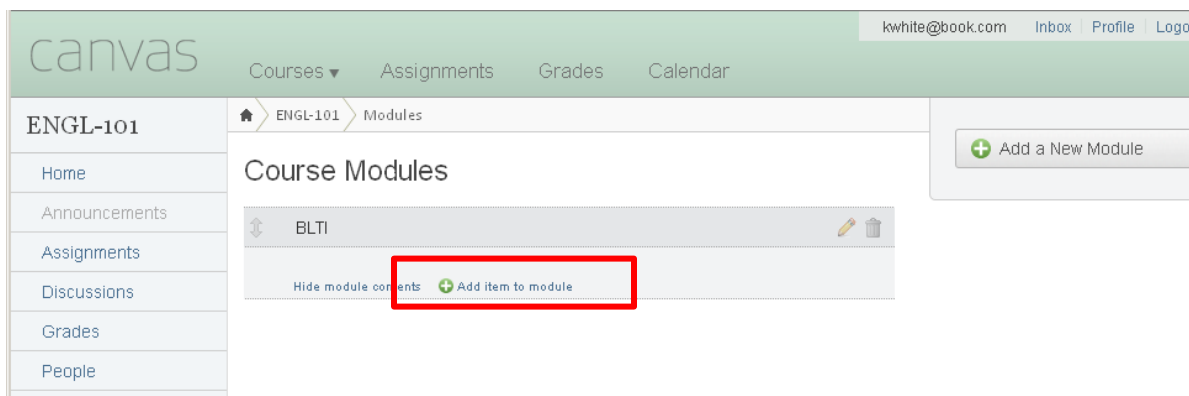 canvas
kwhite@book.com Inbox Profile Logo
Courses ▾ Assignments Grades Calendar
ENGL-101
ENGL-101 Modules
Add a New Module
Course Modules
Home
Announcements
BLTI
Assignments
Hide module contents Add item to module
Discussions
Grades
People